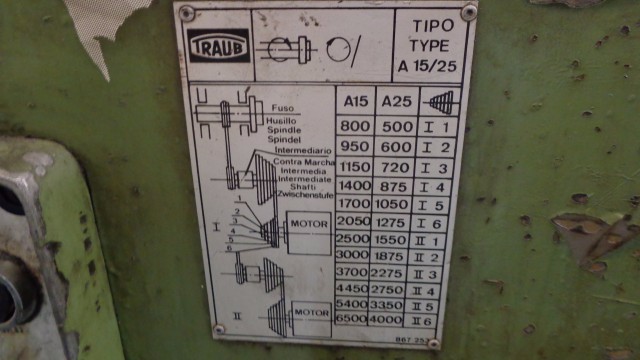 TRAUB
TIPO
TYPE
A 15/25
Fuso
Husillo
Spindle
Spindel
Intermediario
Contra Marcha
Intermedia
Intermediate
Shaft
Zwischenstufe
1
2
3
4
5
6
I
MOTOR
II
MOTOR
A15 A25
800 500 I 1
950 600 I 2
1150 720 I 3
1400 875 I 4
1700 1050 I 5
2050 1275 I 6
2500 1550 II 1
3000 1875 II 2
3700 2275 II 3
4450 2750 II 4
5400 3350 II 5
6500 4000 II 6